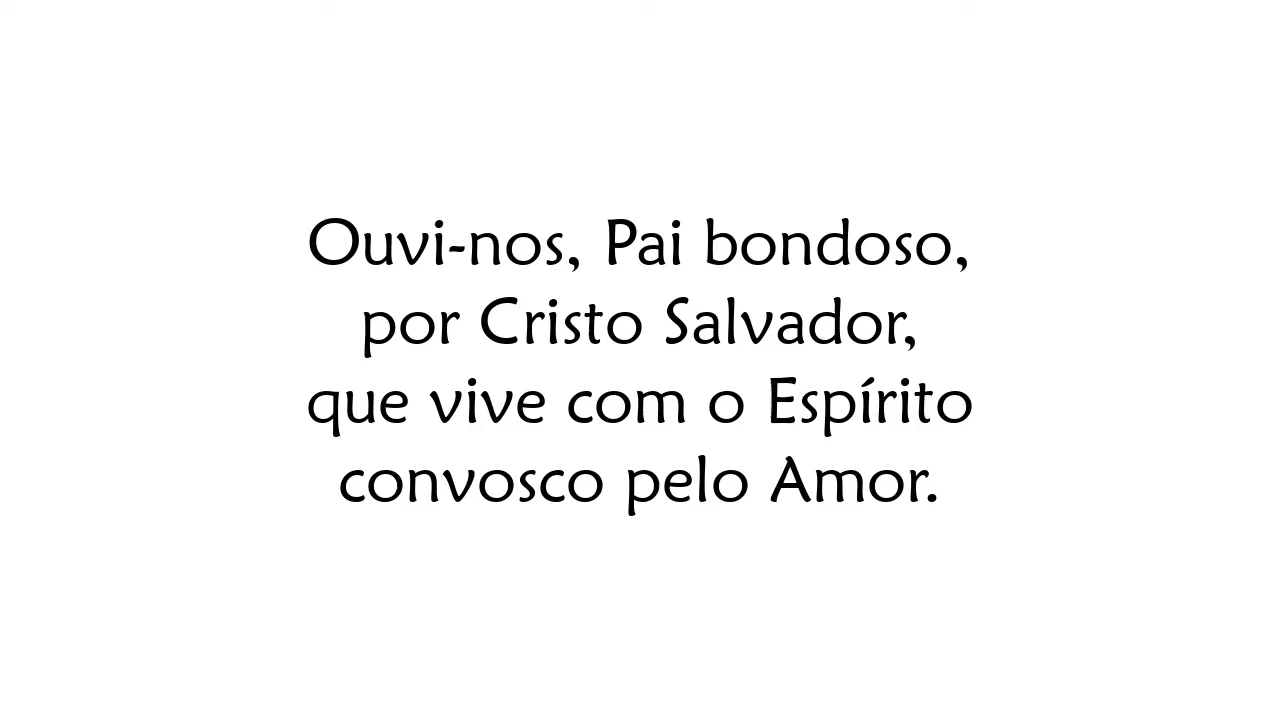 Ouvi-nos, Pai bondoso,
por Cristo Salvador,
que vive com o Espírito
convosco pelo Amor.